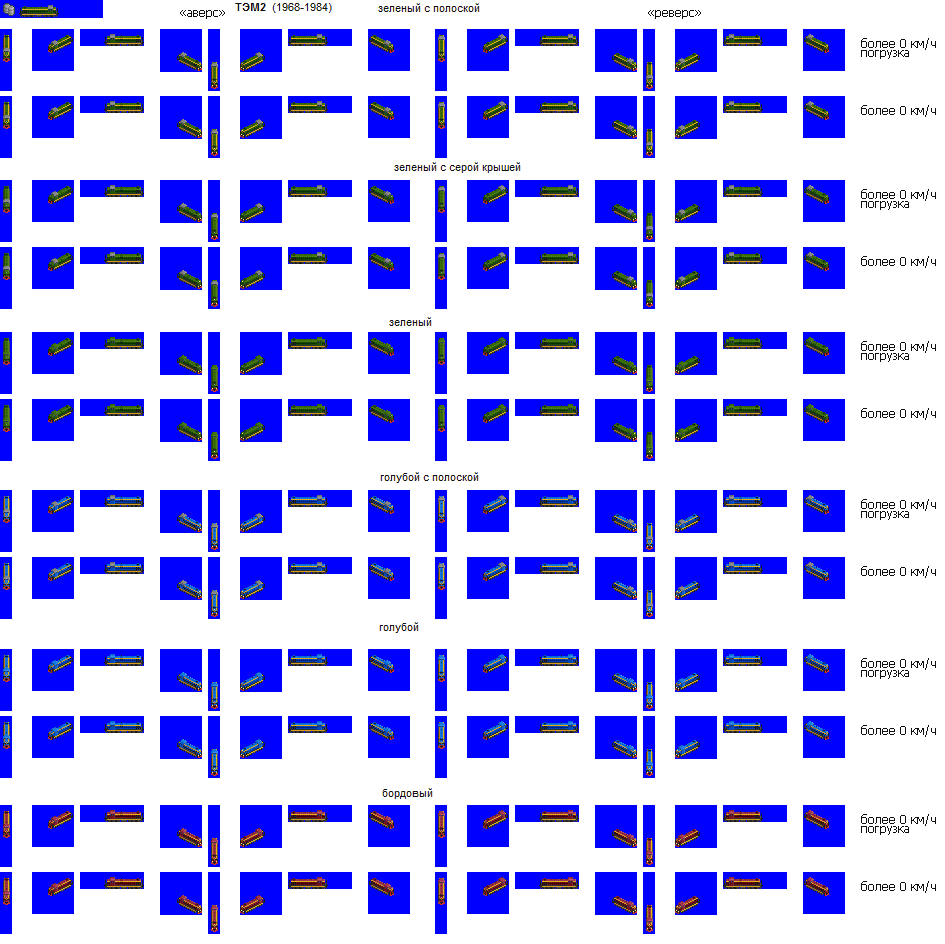 «аверс» ТЭМ2 (1968-1984) зеленый с полоской «реверс»
более 0 км/ч
погрузка
более 0 км/ч
зеленый с серой крышей
более 0 км/ч
погрузка
более 0 км/ч
зеленый
более 0 км/ч
погрузка
более 0 км/ч
голубой с полоской
более 0 км/ч
погрузка
более 0 км/ч
голубой
более 0 км/ч
погрузка
более 0 км/ч
бордовый
более 0 км/ч
погрузка
более 0 км/ч